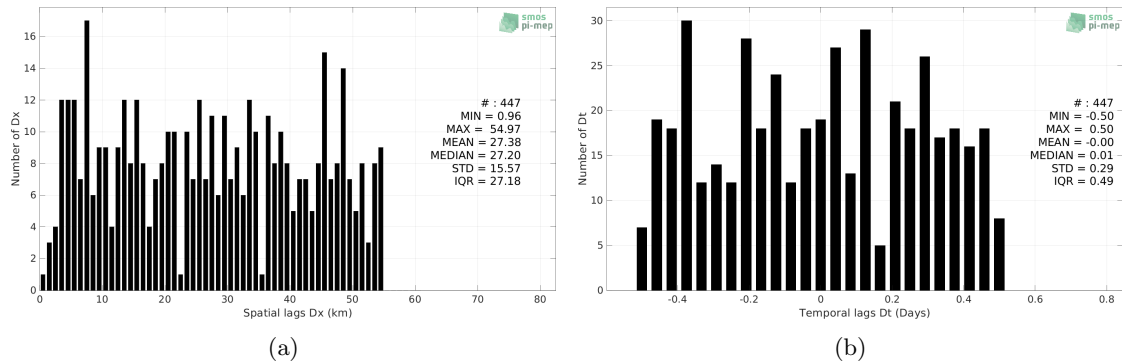 smos
pi-mep
16
14
12
10
8
6
4
2
0
Number of Dx
# : 447
MIN = 0.96
MAX = 54.97
MEAN = 27.38
MEDIAN = 27.20
STD = 15.57
IQR = 27.18
0 10 20 30 40 50 60 70 80
Spatial lags Dx (km)
(a)
smos
pi-mep
30
25
20
15
10
5
0
Number of Dt
# : 447
MIN = -0.50
MAX = 0.50
MEAN = -0.00
MEDIAN = 0.01
STD = 0.29
IQR = 0.49
-0.4 -0.2 0 0.2 0.4 0.6 0.8
Temporal lags Dt (Days)
(b)